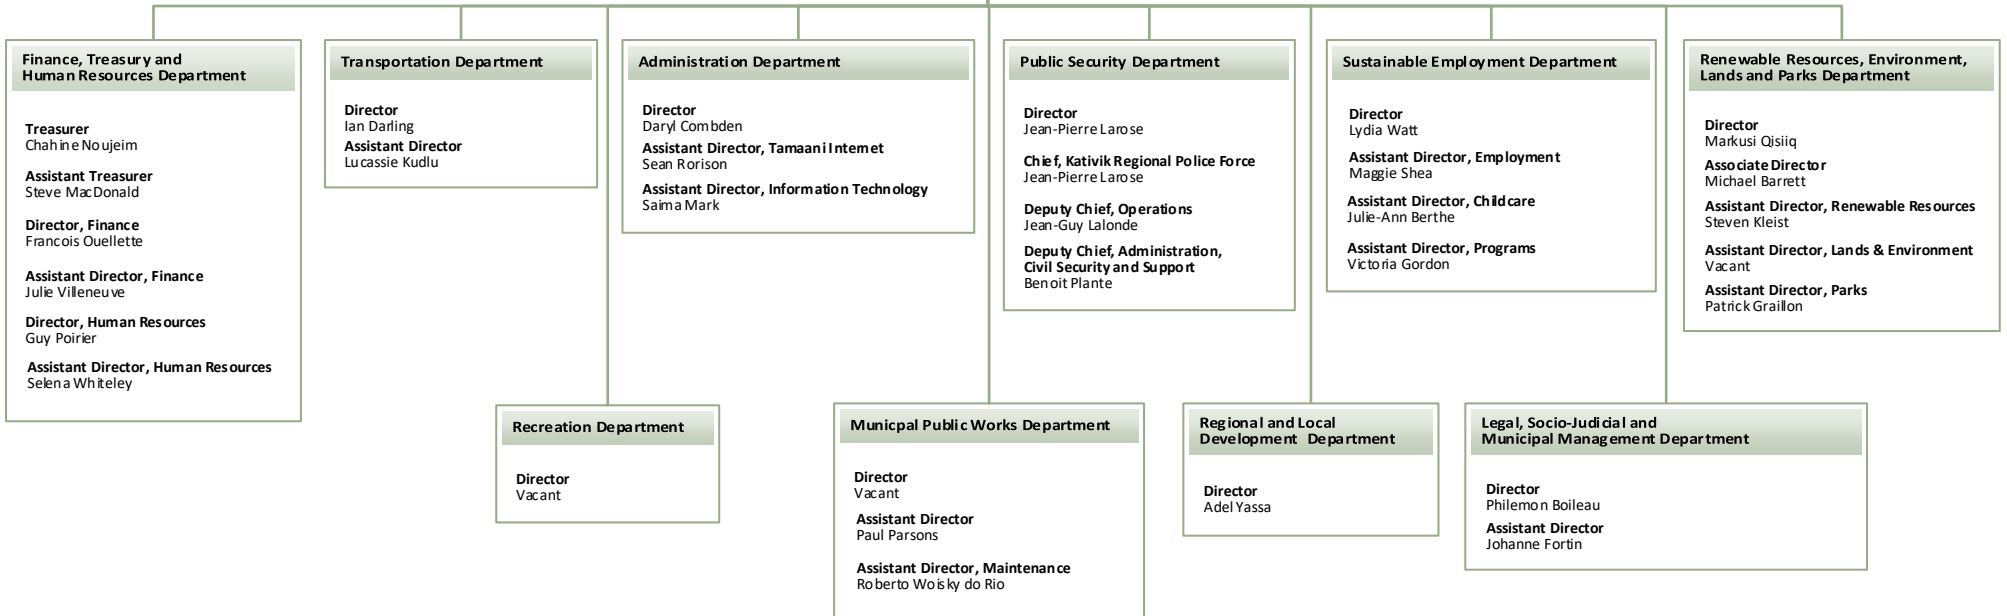 Finance, Treasury and
Human Resources Department
Treasurer
Chahine Noujeim
Assistant Treasurer
Steve MacDonald
Director, Finance
Francois Ouellette
Assistant Director, Finance
Julie Villeneuve
Director, Human Resources
Guy Poirier
Assistant Director, Human Resources
Selena Whiteley
Transportation Department
Director
Ian Darling
Assistant Director
Lucassie Kudlu
Administration Department
Director
Daryl Combden
Assistant Director, Tamaani Internet
Sean Rorison
Assistant Director, Information Technology
Saima Mark
Public Security Department
Director
Jean-Pierre Larose
Chief, Kativik Regional Police Force
Jean-Pierre Larose
Deputy Chief, Operations
Jean-Guy Lalonde
Deputy Chief, Administration,
Civil Security and Support
Benoit Plante
Sustainable Employment Department
Director
Lydia Watt
Assistant Director, Employment
Maggie Shea
Assistant Director, Childcare
Julie-Ann Berthe
Assistant Director, Programs
Victoria Gordon
Renewable Resources, Environment,
Lands and Parks Department
Director
Markusi Qisiiq
Associate Director
Michael Barrett
Assistant Director, Renewable Resources
Steven Kleist
Assistant Director, Lands & Environment
Vacant
Assistant Director, Parks
Patrick Graillon
Recreation Department
Director
Vacant
Municpal Public Works Department
Director
Vacant
Assistant Director
Paul Parsons
Assistant Director, Maintenance
Roberto Woisky do Rio
Regional and Local
Development Department
Director
Adel Yassa
Legal, Socio-Judicial and
Municipal Management Department
Director
Philemon Boileau
Assistant Director
Johanne Fortin